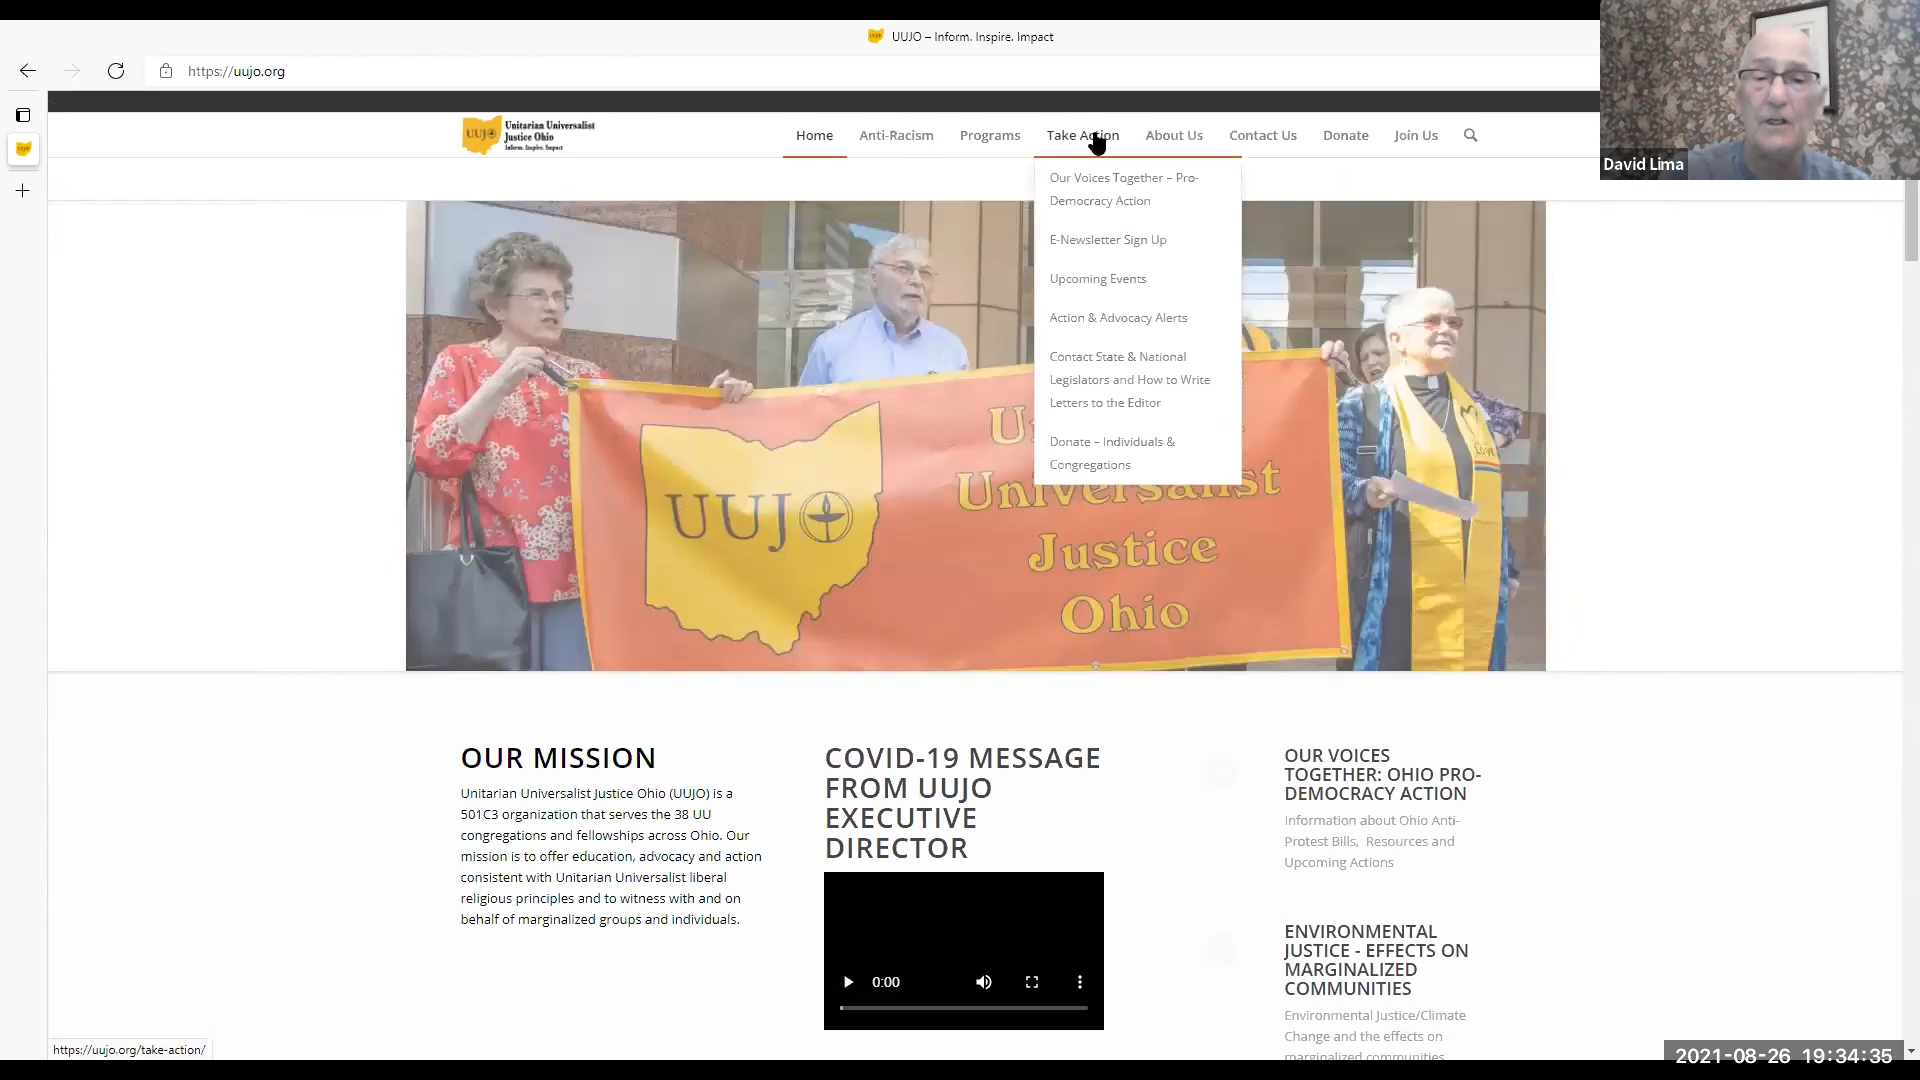 UUJO – Inform. Inspire. Impact
https://uujo.org
David Lima
UUJO
Unitarian Universalist
Justice Ohio
Inform. Inspire. Impact
Home Anti-Racism Programs Take Action About Us Contact Us Donate Join Us
Our Voices Together – Pro-
Democracy Action
E-Newsletter Sign Up
Upcoming Events
Action & Advocacy Alerts
Contact State & National
Legislators and How to Write
Letters to the Editor
Donate – Individuals &
Congregations
UUJO
Universalist
Justice
Ohio
LOVE
OUR MISSION
Unitarian Universalist Justice Ohio (UUJO) is a
501C3 organization that serves the 38 UU
congregations and fellowships across Ohio. Our
mission is to offer education, advocacy and action
consistent with Unitarian Universalist liberal
religious principles and to witness with and on
behalf of marginalized groups and individuals.
COVID-19 MESSAGE
FROM UUJO
EXECUTIVE
DIRECTOR
0:00
OUR VOICES
TOGETHER: OHIO PRO-
DEMOCRACY ACTION
Information about Ohio Anti-
Protest Bills, Resources and
Upcoming Actions
ENVIRONMENTAL
JUSTICE - EFFECTS ON
MARGINALIZED
COMMUNITIES
Environmental Justice/Climate
Change and the effects on
marginalized communities
https://uujo.org/take-action/
2021-08-26 19:34:35